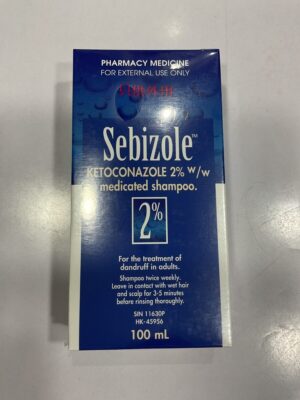 PHARMACY MEDICINE
FOR EXTERNAL USE ONLY
Sebizole™
KETOCONAZOLE 2% w/w
medicated shampoo.
2%
For the treatment of
dandruff in adults.
Shampoo twice weekly.
Leave in contact with wet hair
and scalp for 3-5 minutes
before rinsing thoroughly.
SIN 11630P
HK-45956
100 mL